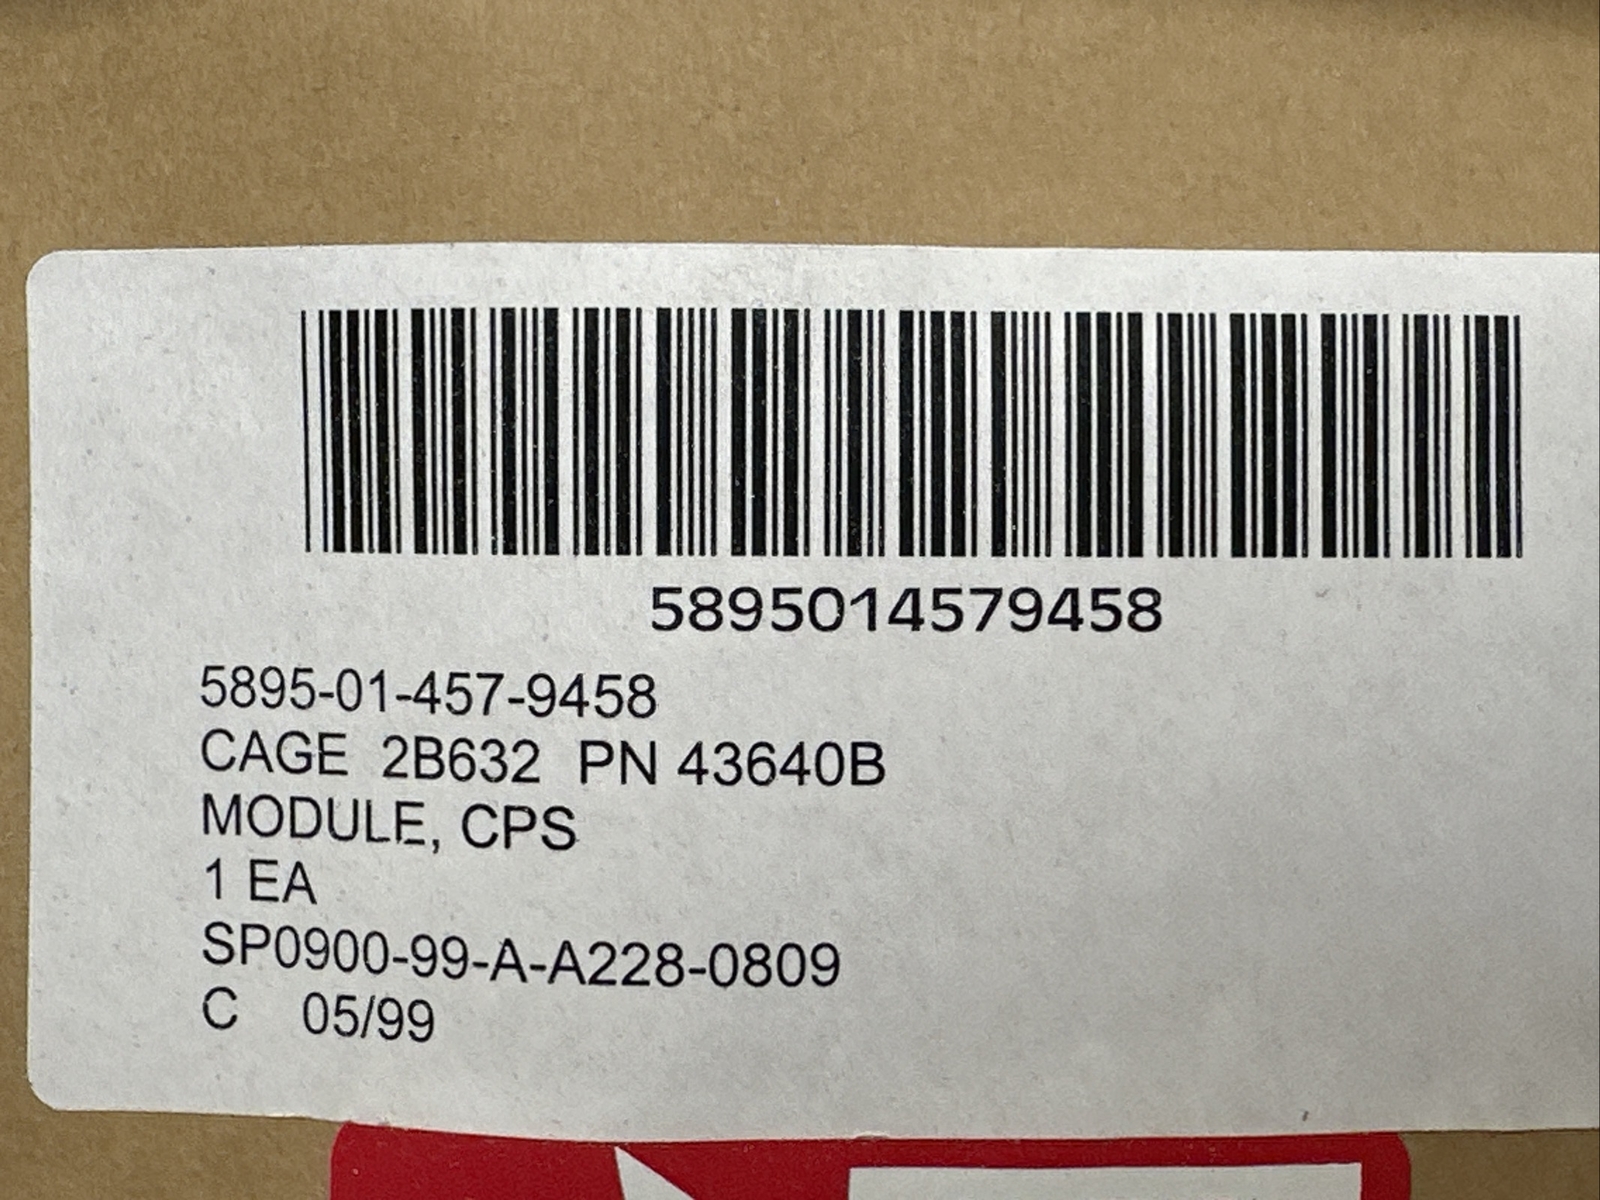 5895014579458
5895-01-457-9458
CAGE 2B632 PN 43640B
MODULE, CPS
1 EA
SP0900-99-A-A228-0809
C 05/99